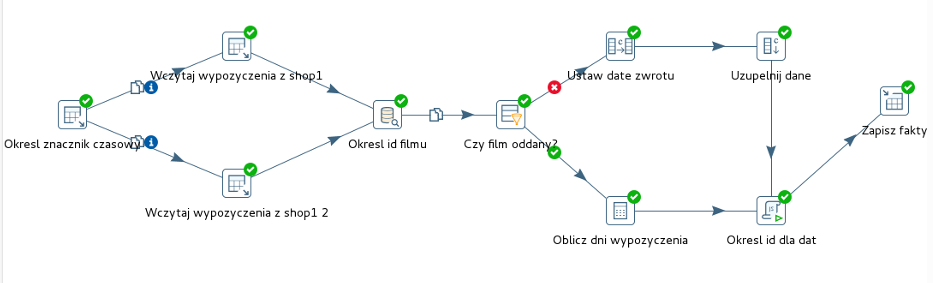 Wczytaj wypozyczenia z shop1
Ustaw date zwrotu
Uzupelnij dane
Okresl znacznik czasowy
Okresl id filmu
Czy film oddany?
Zapisz fakty
Wczytaj wypozyczenia z shop1 2
Oblicz dni wypozyczenia
Okresl id dla dat